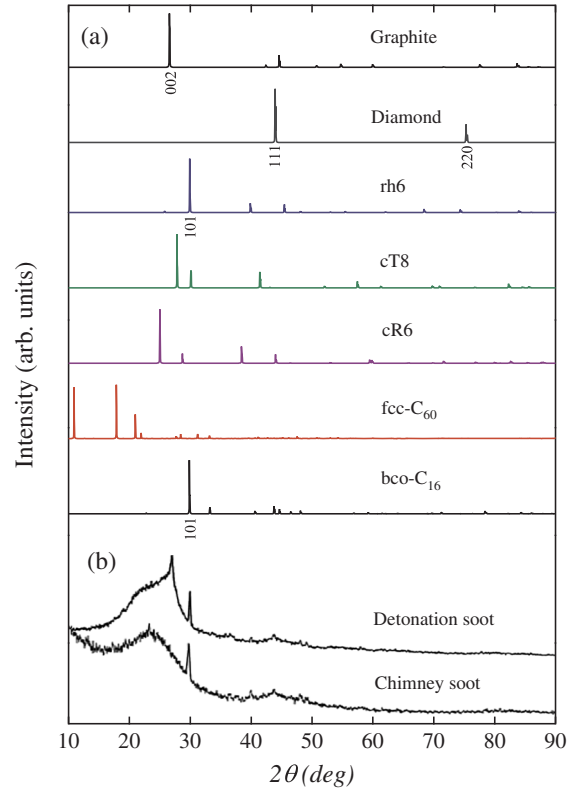 (a)
Graphite
002
Diamond
111
220
rh6
101
cT8
cR6
fcc-C₆₀
bco-C₁₆
101
(b)
Detonation soot
Chimney soot
Intensity (arb. units)
10 20 30 40 50 60 70 80 90
2θ (deg)